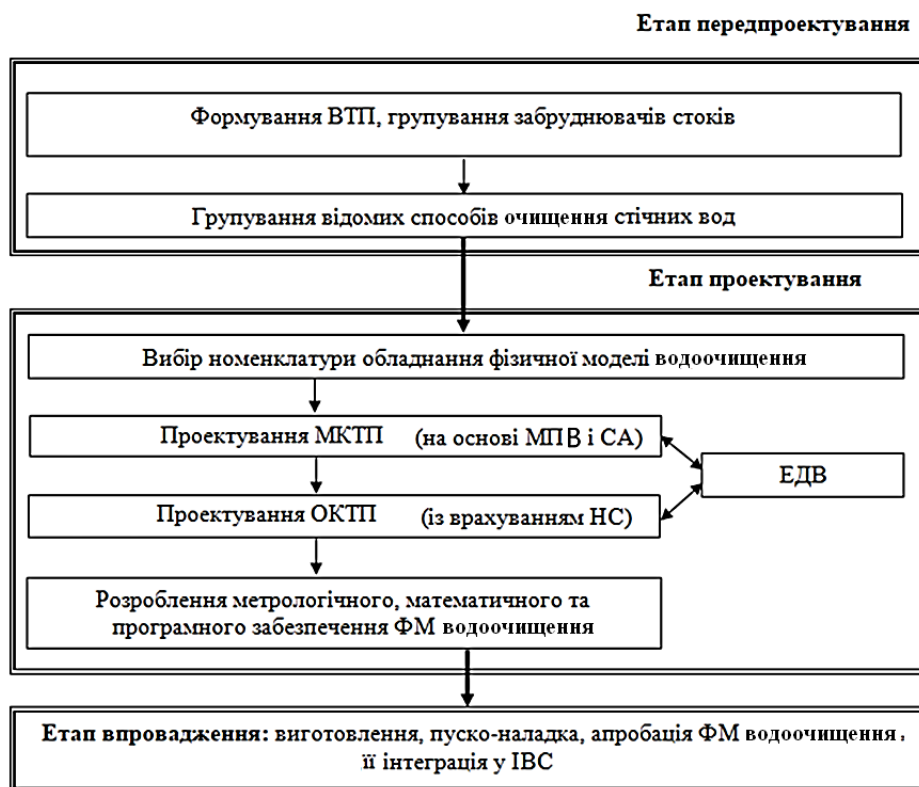 Етап передпроектування
Формування ВТП, групування забруднювачів стоків
Групування відомих способів очищення стічних вод
Етап проектування
Вибір номенклатури обладнання фізичної моделі водоочищення
Проектування МКТП (на основі МПВ і СА)
ЕДВ
Проектування ОКТП (із врахуванням НС)
Розроблення метрологічного, математичного та
програмного забезпечення ФМ водоочищення
Етап впровадження: виготовлення, пуско-наладка, апробація ФМ водоочищення,
її інтеграція у ІВС